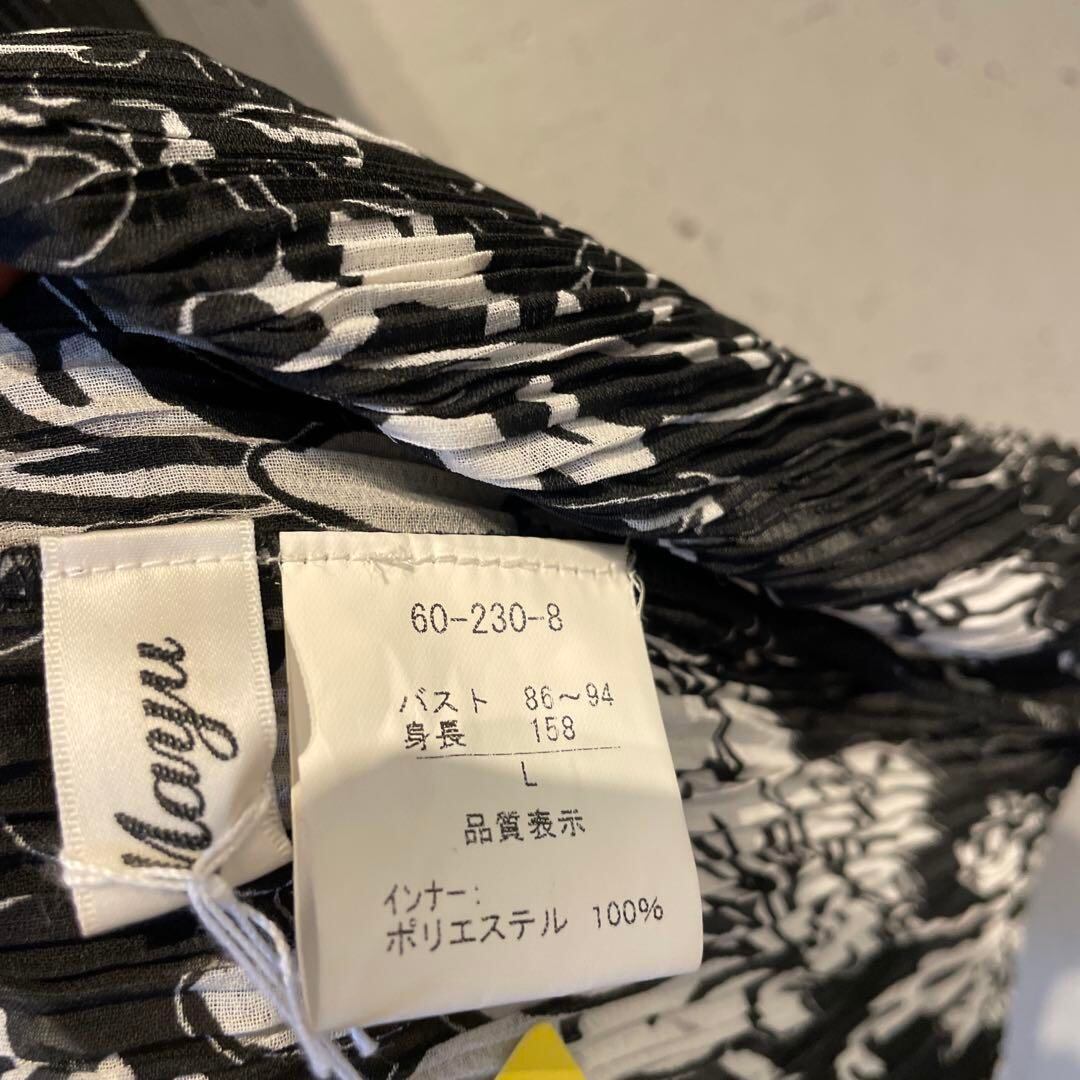 Mayu
60-230-8
バスト 86～94
身長 158
L
品質表示
インナー:
ポリエステル 100%